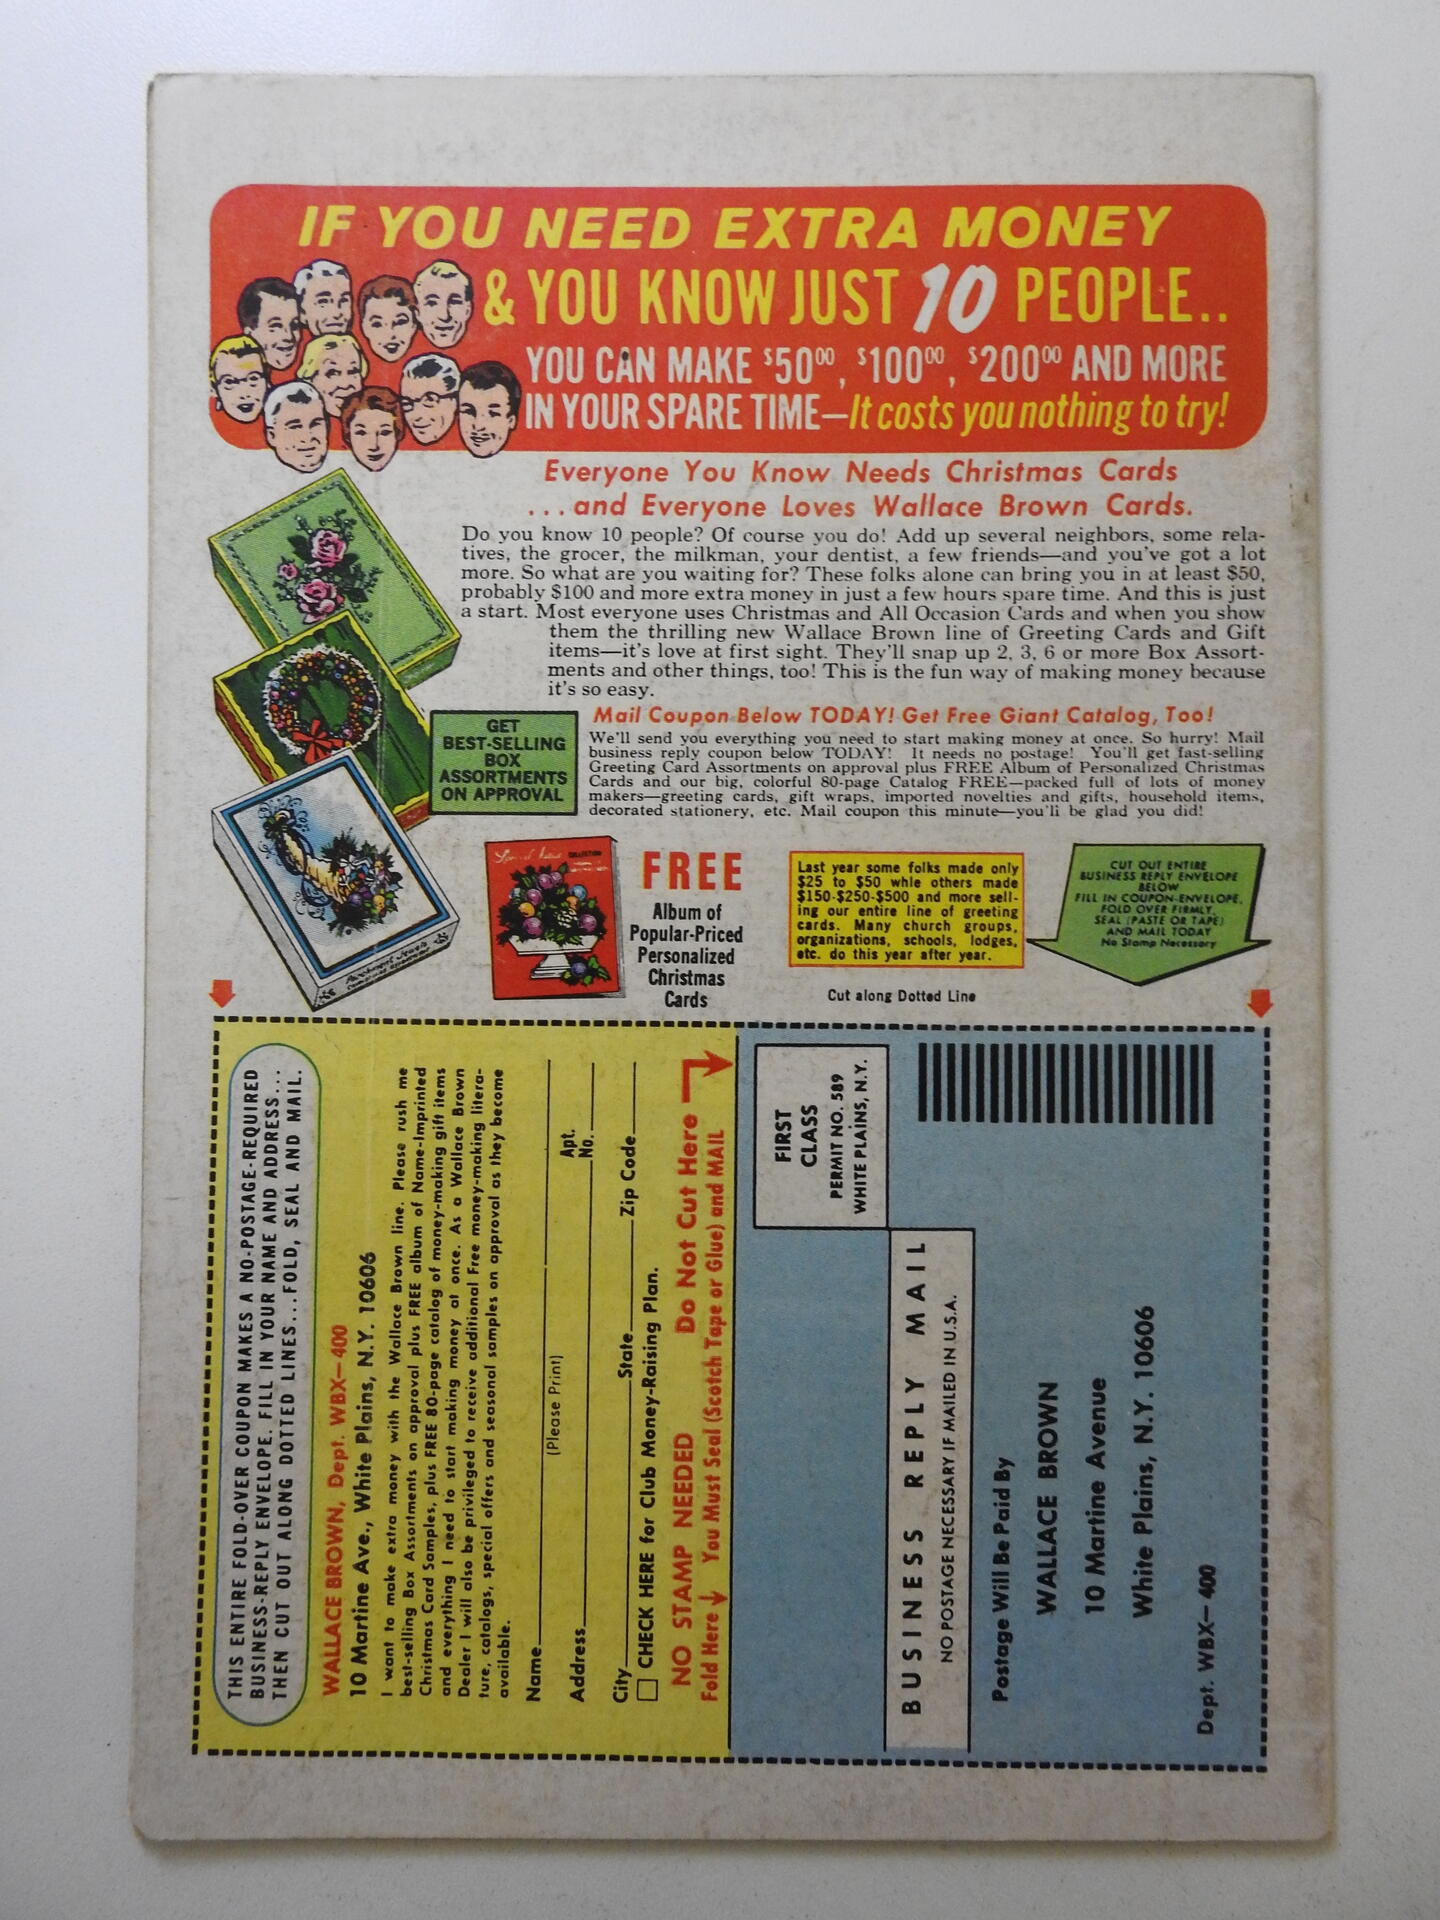 IF YOU NEED EXTRA MONEY
& YOU KNOW JUST 10 PEOPLE..
YOU CAN MAKE $50⁰⁰, $100⁰⁰, $200⁰⁰ AND MORE
IN YOUR SPARE TIME—It costs you nothing to try!
Everyone You Know Needs Christmas Cards
...and Everyone Loves Wallace Brown Cards.
Do you know 10 people? Of course you do! Add up several neighbors, some rela-
tives, the grocer, the milkman, your dentist, a few friends—and you've got a lot
more. So what are you waiting for? These folks alone can bring you in at least $50,
probably $100 and more extra money in just a few hours spare time. And this is just
a start. Most everyone uses Christmas and All Occasion Cards and when you show
them the thrilling new Wallace Brown line of Greeting Cards and Gift
items—it's love at first sight. They'll snap up 2, 3, 6 or more Box Assort-
ments and other things, too! This is the fun way of making money because
it's so easy.
GET
BEST-SELLING
BOX
ASSORTMENTS
ON APPROVAL
Mail Coupon Below TODAY! Get Free Giant Catalog, Too!
We'll send you everything you need to start making money at once. So hurry! Mail
business reply coupon below TODAY! It needs no postage! You'll get fast-selling
Greeting Card Assortments on approval plus FREE Album of Personalized Christmas
Cards and our big, colorful 80-page Catalog FREE—packed full of lots of money
makers—greeting cards, gift wraps, imported novelties and gifts, household items,
decorated stationery, etc. Mail coupon this minute—you'll be glad you did!
COLLECTION
FREE
Album of
Popular-Priced
Personalized
Christmas
Cards
Last year some folks made only
$25 to $50 whle others made
$150-$250-$500 and more sell-
ing our entire line of greeting
cards. Many church groups,
organizations, schools, lodges,
etc. do this year after year.
Cut along Dotted Line
CUT OUT ENTIRE
BUSINESS REPLY ENVELOPE
BELOW
FILL IN COUPON-ENVELOPE,
FOLD OVER FIRMLY,
SEAL (PASTE OR TAPE)
AND MAIL TODAY
No Stamp Necessary
THIS ENTIRE FOLD-OVER COUPON MAKES A NO-POSTAGE-REQUIRED
BUSINESS-REPLY ENVELOPE. FILL IN YOUR NAME AND ADDRESS...
THEN CUT OUT ALONG DOTTED LINES...FOLD, SEAL AND MAIL.
WALLACE BROWN, Dept. WBX—400
10 Martine Ave., White Plains, N.Y. 10606
I want to make extra money with the Wallace Brown line. Please rush me
best-selling Box Assortments on approval plus FREE album of Name-Imprinted
Christmas Card Samples, plus FREE 80-page catalog of money-making gift items
and everything I need to start making money at once. As a Wallace Brown
Dealer I will also be privileged to receive additional Free money-making litera-
ture, catalogs, special offers and seasonal samples on approval as they become
available.
Name
(Please Print)
Address Apt. No.
City State Zip Code
CHECK HERE for Club Money-Raising Plan.
NO STAMP NEEDED Do Not Cut Here
Fold Here You Must Seal (Scotch Tape or Glue) and MAIL
FIRST
CLASS
PERMIT NO. 589
WHITE PLAINS, N.Y.
BUSINESS REPLY MAIL
NO POSTAGE NECESSARY IF MAILED IN U.S.A.
Postage Will Be Paid By
WALLACE BROWN
10 Martine Avenue
White Plains, N.Y. 10606
Dept. WBX—400